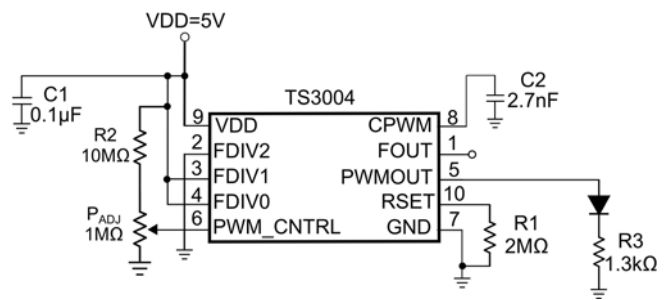 VDD=5V
C1
0.1µF
R2
10MΩ
PADJ
1MΩ
TS3004
9 VDD
2 FDIV2
3 FDIV1
4 FDIV0
6 PWM_CNTRL
CPWM 8
FOUT 1
PWMOUT 5
RSET 10
GND 7
C2
2.7nF
R1
2MΩ
R3
1.3kΩ